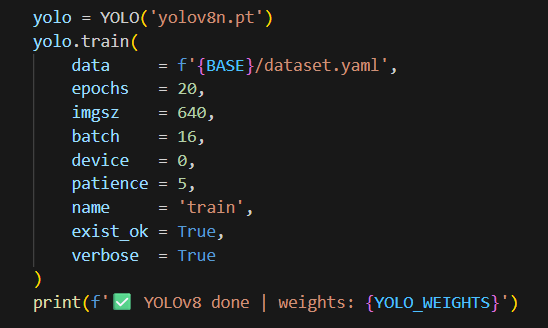 yolo = YOLO('yolov8n.pt')
yolo.train(
    data     = f'{BASE}/dataset.yaml',
    epochs   = 20,
    imgsz    = 640,
    batch    = 16,
    device   = 0,
    patience = 5,
    name     = 'train',
    exist_ok = True,
    verbose  = True
)
print(f'✅ YOLOv8 done | weights: {YOLO_WEIGHTS}')